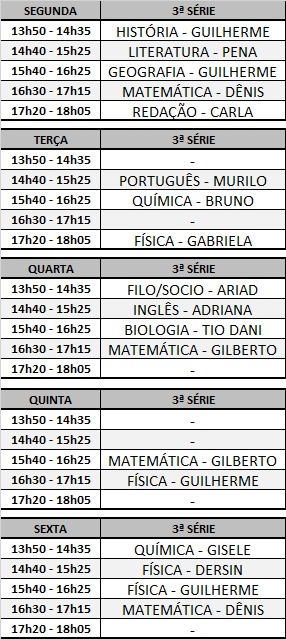 SEGUNDA 3ª SÉRIE
13h50 - 14h35 HISTÓRIA - GUILHERME
14h40 - 15h25 LITERATURA - PENA
15h40 - 16h25 GEOGRAFIA - GUILHERME
16h30 - 17h15 MATEMÁTICA - DÊNIS
17h20 - 18h05 REDAÇÃO - CARLA
TERÇA 3ª SÉRIE
13h50 - 14h35 -
14h40 - 15h25 PORTUGUÊS - MURILO
15h40 - 16h25 QUÍMICA - BRUNO
16h30 - 17h15 -
17h20 - 18h05 FÍSICA - GABRIELA
QUARTA 3ª SÉRIE
13h50 - 14h35 FILO/SOCIO - ARIAD
14h40 - 15h25 INGLÊS - ADRIANA
15h40 - 16h25 BIOLOGIA - TIO DANI
16h30 - 17h15 MATEMÁTICA - GILBERTO
17h20 - 18h05 -
QUINTA 3ª SÉRIE
13h50 - 14h35 -
14h40 - 15h25 -
15h40 - 16h25 MATEMÁTICA - GILBERTO
16h30 - 17h15 FÍSICA - GUILHERME
17h20 - 18h05 -
SEXTA 3ª SÉRIE
13h50 - 14h35 QUÍMICA - GISELE
14h40 - 15h25 FÍSICA - DERSIN
15h40 - 16h25 FÍSICA - GUILHERME
16h30 - 17h15 MATEMÁTICA - DÊNIS
17h20 - 18h05 -